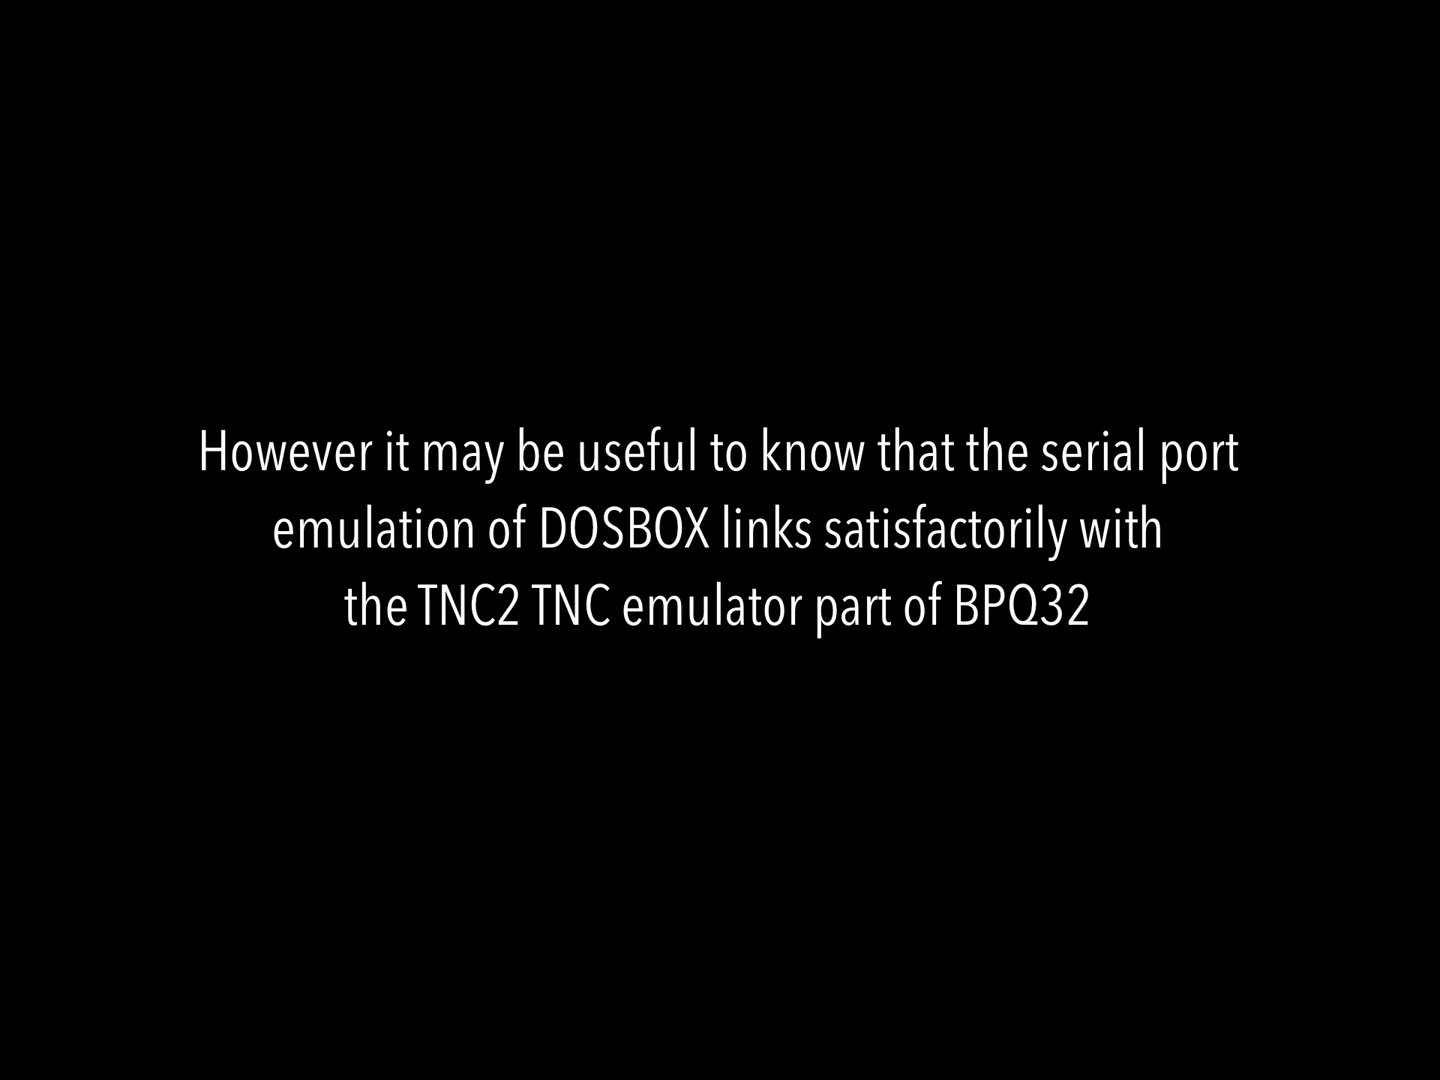 However it may be useful to know that the serial port
emulation of DOSBOX links satisfactorily with
the TNC2 TNC emulator part of BPQ32